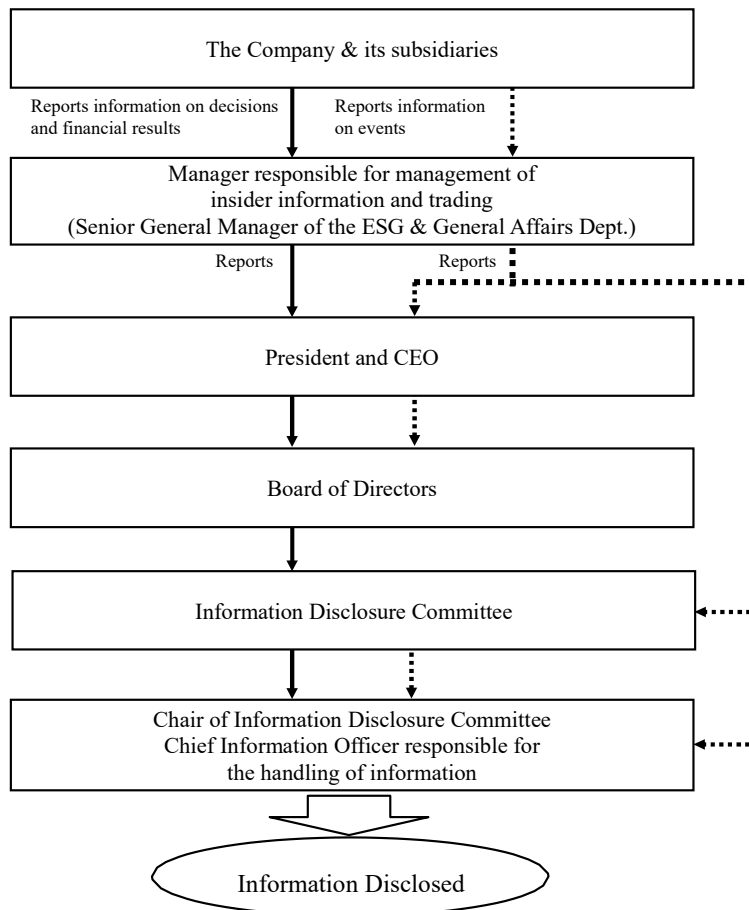 The Company & its subsidiaries
Reports information on decisions
and financial results
Reports information
on events
Manager responsible for management of
insider information and trading
(Senior General Manager of the ESG & General Affairs Dept.)
Reports
Reports
President and CEO
Board of Directors
Information Disclosure Committee
Chair of Information Disclosure Committee
Chief Information Officer responsible for
the handling of information
Information Disclosed